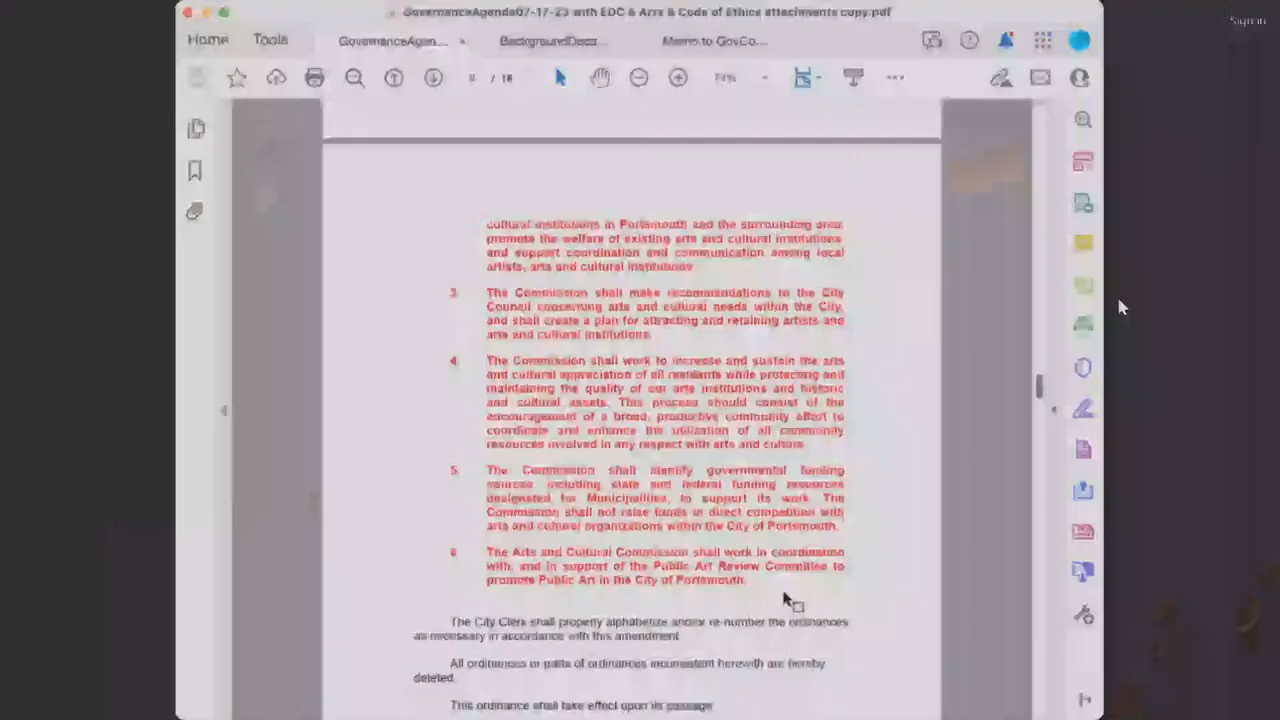 GovernanceAgenda07-17-23 with EDC & Arts & Code of Ethics attachments copy.pdf
Home Tools GovernanceAgen... × BackgroundDocs... Memo to GovCo...
/ 18 74%
cultural institutions in Portsmouth and the surrounding area;
promote the welfare of existing arts and cultural institutions
and support coordination and communication among local
artists, arts and cultural institutions.
3. The Commission shall make recommendations to the City
Council concerning arts and cultural needs within the City,
and shall create a plan for attracting and retaining artists and
arts and cultural institutions.
4. The Commission shall work to increase and sustain the arts
and cultural appreciation of all residents while protecting and
maintaining the quality of our arts institutions and historic
and cultural assets. This process should consist of the
encouragement of a broad, productive community effort to
coordinate and enhance the utilization of all community
resources involved in any respect with arts and culture.
5. The Commission shall identify governmental funding
sources, including state and federal funding resources
designated for Municipalities, to support its work. The
Commission shall not raise funds in direct competition with
arts and cultural organizations within the City of Portsmouth.
6. The Arts and Cultural Commission shall work in coordination
with, and in support of the Public Art Review Committee to
promote Public Art in the City of Portsmouth.
The City Clerk shall properly alphabetize and/or re-number the ordinances
as necessary in accordance with this amendment.
All ordinances or parts of ordinances inconsistent herewith are hereby
deleted.
This ordinance shall take effect upon its passage.